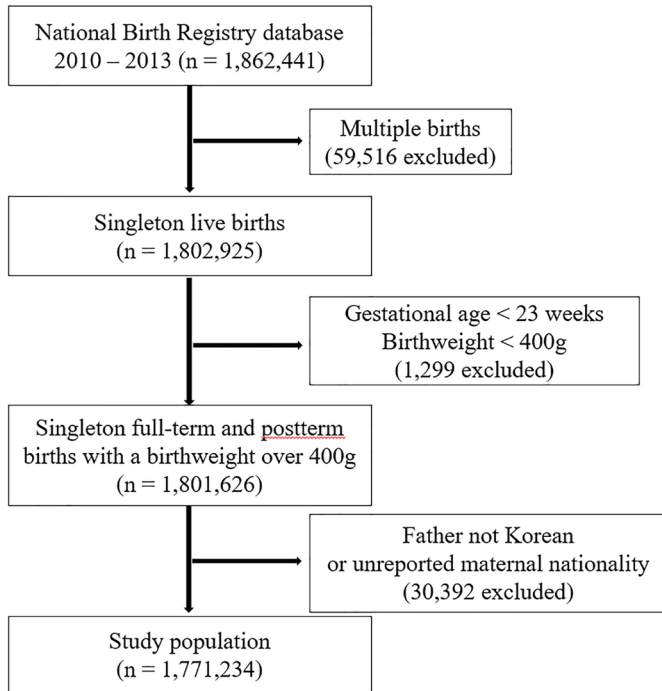 National Birth Registry database
2010 – 2013 (n = 1,862,441)
Multiple births
(59,516 excluded)
Singleton live births
(n = 1,802,925)
Gestational age < 23 weeks
Birthweight < 400g
(1,299 excluded)
Singleton full-term and postterm
births with a birthweight over 400g
(n = 1,801,626)
Father not Korean
or unreported maternal nationality
(30,392 excluded)
Study population
(n = 1,771,234)